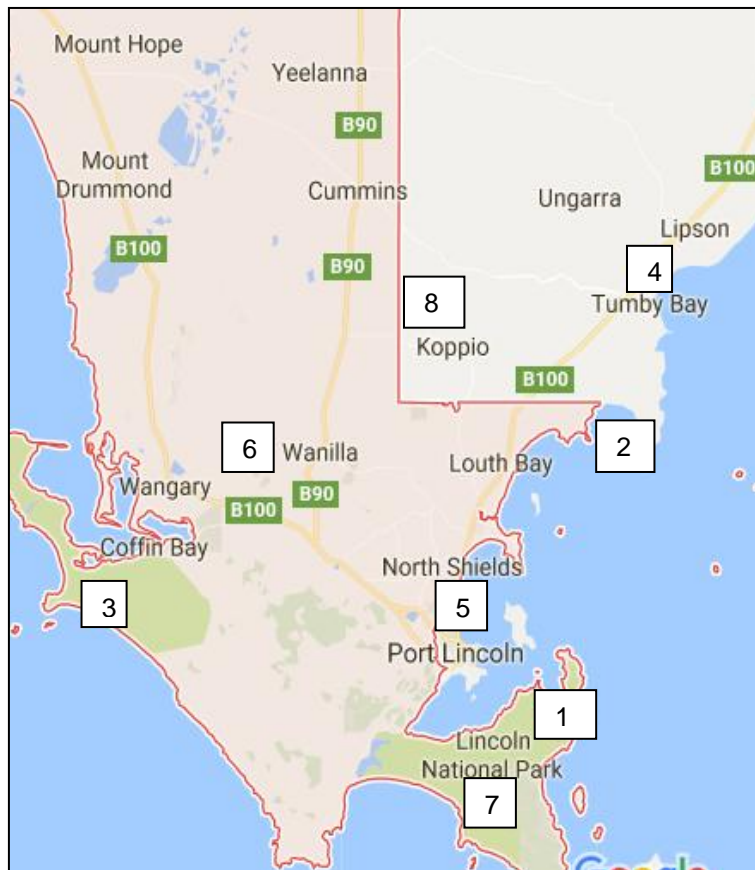 Mount Hope
Yeelanna
B90
Mount
Drummond
B100
Cummins
Ungarra
Lipson
B100
B90
4
8
Tumby Bay
Koppio
B100
6
Wanilla
2
Louth Bay
Wangary
B90
B100
Coffin Bay
North Shields
3
5
Port Lincoln
1
Lincoln
National Park
7
Google